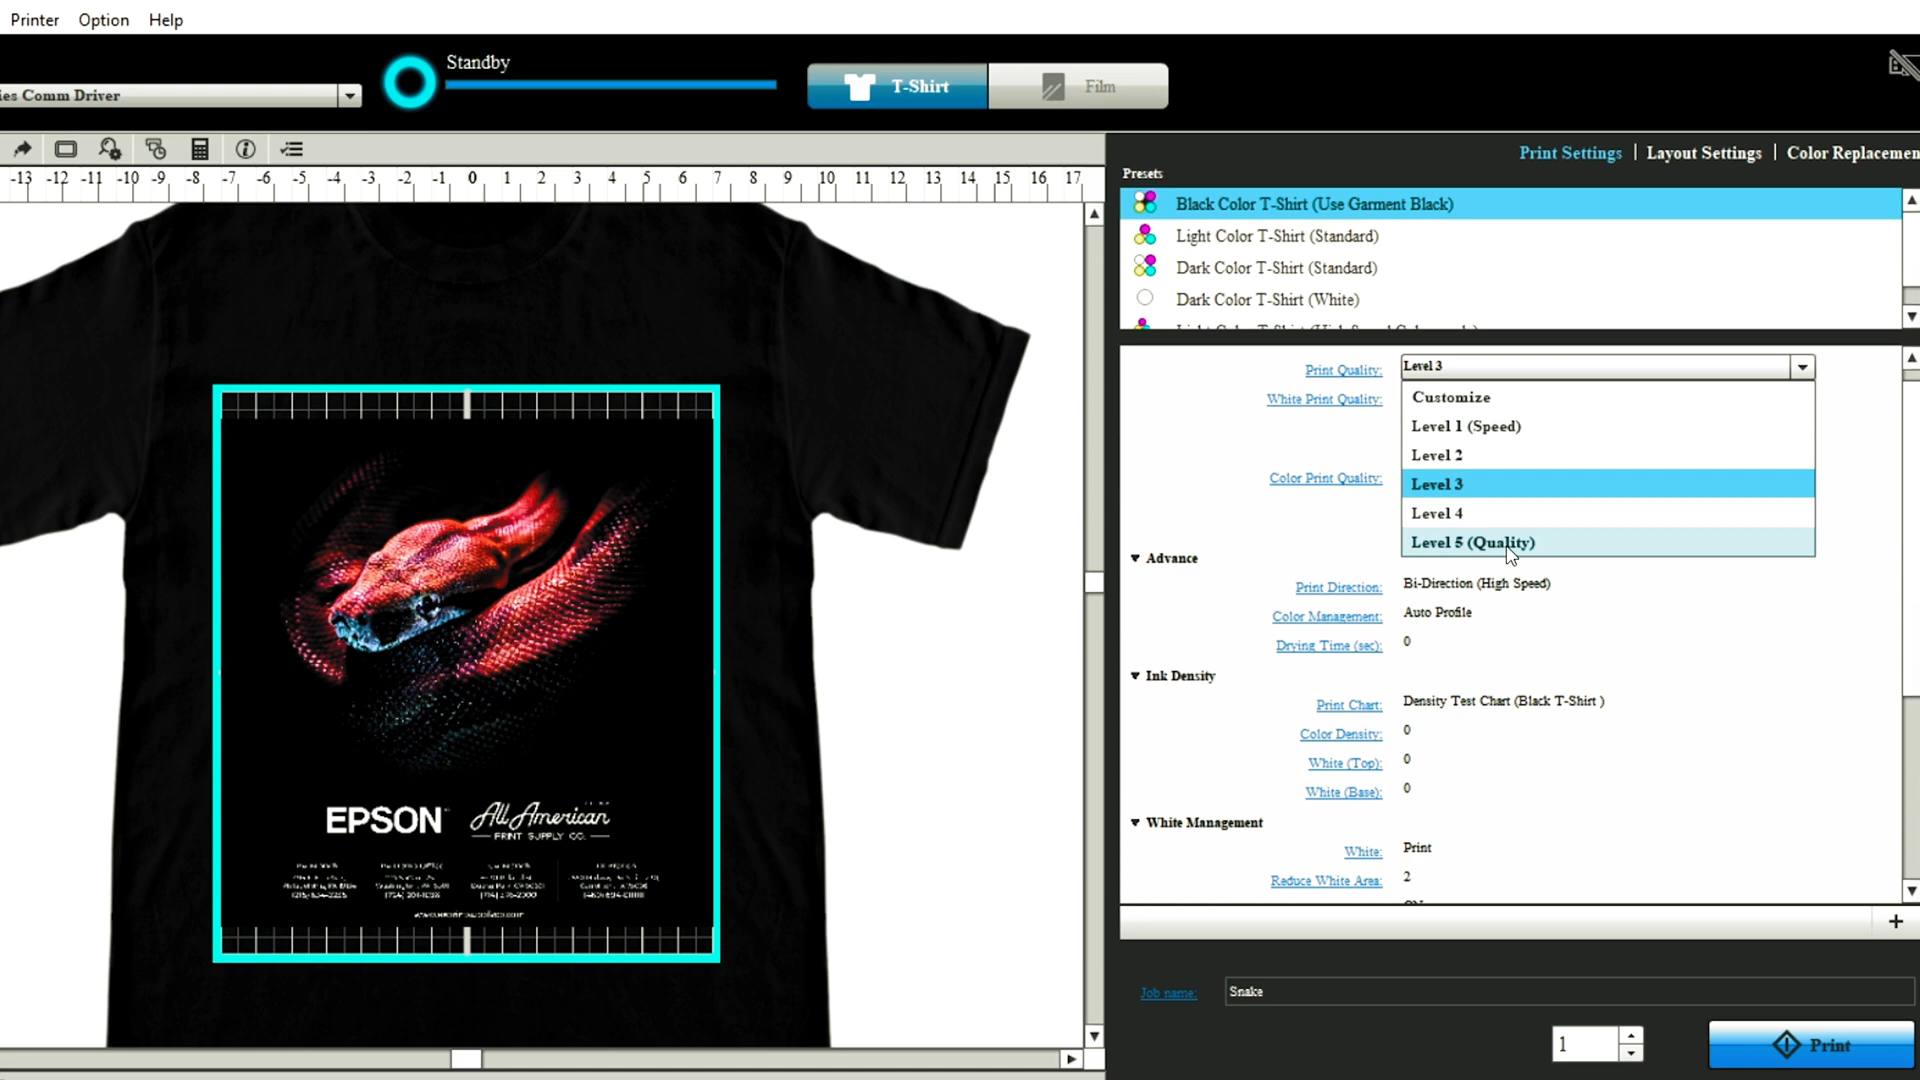 Printer Option Help
ies Comm Driver
Standby
T-Shirt
Film
-13 -12 -11 -10 -9 -8 -7 -6 -5 -4 -3 -2 -1 0 1 2 3 4 5 6 7 8 9 10 11 12 13 14 15 16 17
Print Settings | Layout Settings | Color Replacemen
Presets
Black Color T-Shirt (Use Garment Black)
Light Color T-Shirt (Standard)
Dark Color T-Shirt (Standard)
Dark Color T-Shirt (White)
Print Quality: Level 3
Customize
White Print Quality:
Level 1 (Speed)
Level 2
Color Print Quality:
Level 3
Level 4
Level 5 (Quality)
Advance
Print Direction: Bi-Direction (High Speed)
Color Management: Auto Profile
Drying Time (sec): 0
Ink Density
Print Chart: Density Test Chart (Black T-Shirt )
Color Density: 0
White (Top): 0
White (Base): 0
White Management
White: Print
Reduce White Area: 2
EPSON
All American
PRINT SUPPLY CO.
Job name: Snake
1
Print